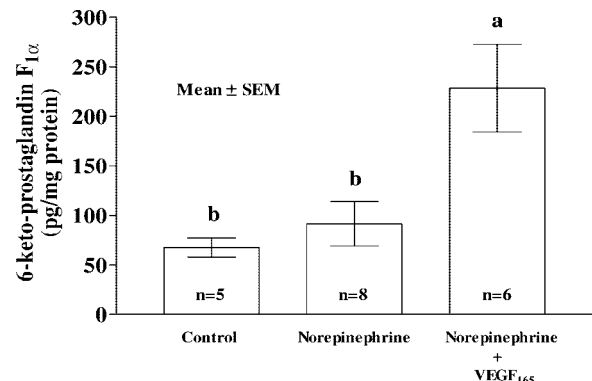 6-keto-prostaglandin F1α
(pg/mg protein)
300
250
200
150
100
50
0
Mean ± SEM
b
b
a
n=5
n=8
n=6
Control
Norepinephrine
Norepinephrine
+
VEGF165